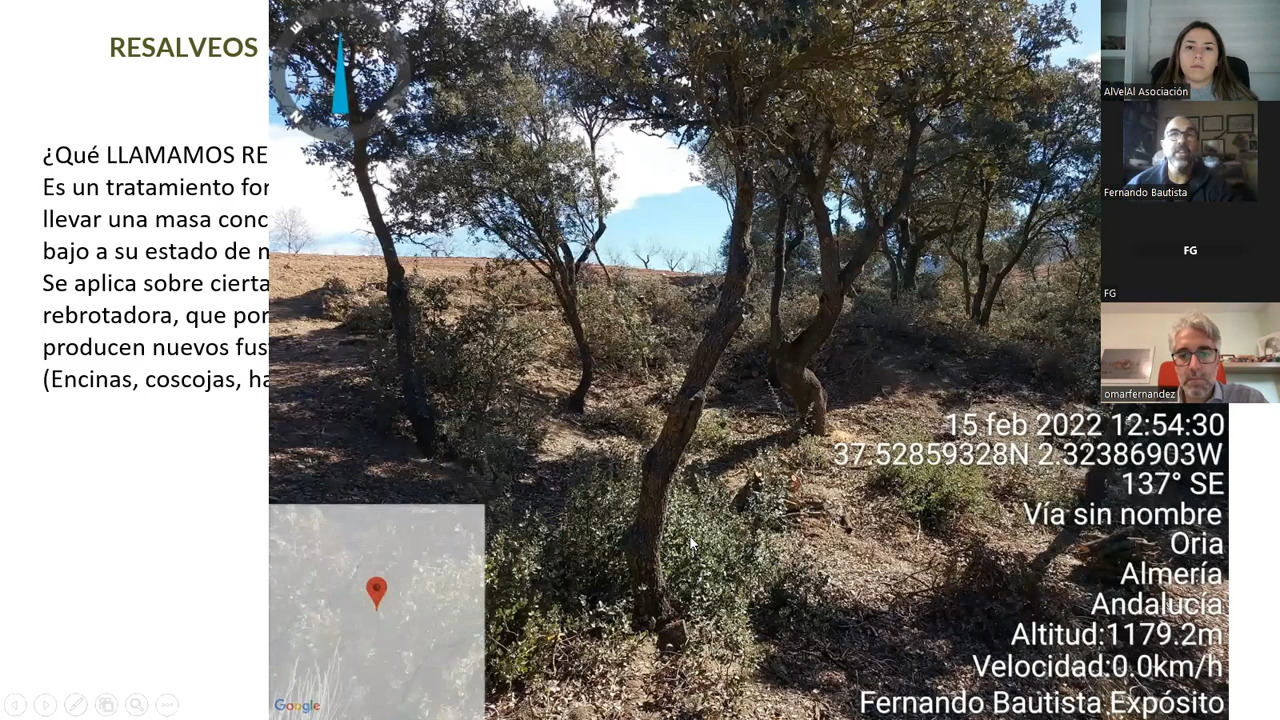 RESALVEOS
¿Qué LLAMAMOS RE
Es un tratamiento for
llevar una masa conc
bajo a su estado de
Se aplica sobre cierta
rebrotadora, que por
producen nuevos fus
(Encinas, coscojas, ha
AlVelAl Asociación
Fernando Bautista
FG
FG
omarfernandez
15 feb 2022 12:54:30
37.52859328N 2.32386903W
137° SE
Vía sin nombre
Oria
Almería
Andalucía
Altitud:1179.2m
Velocidad:0.0km/h
Fernando Bautista Expósito
Google